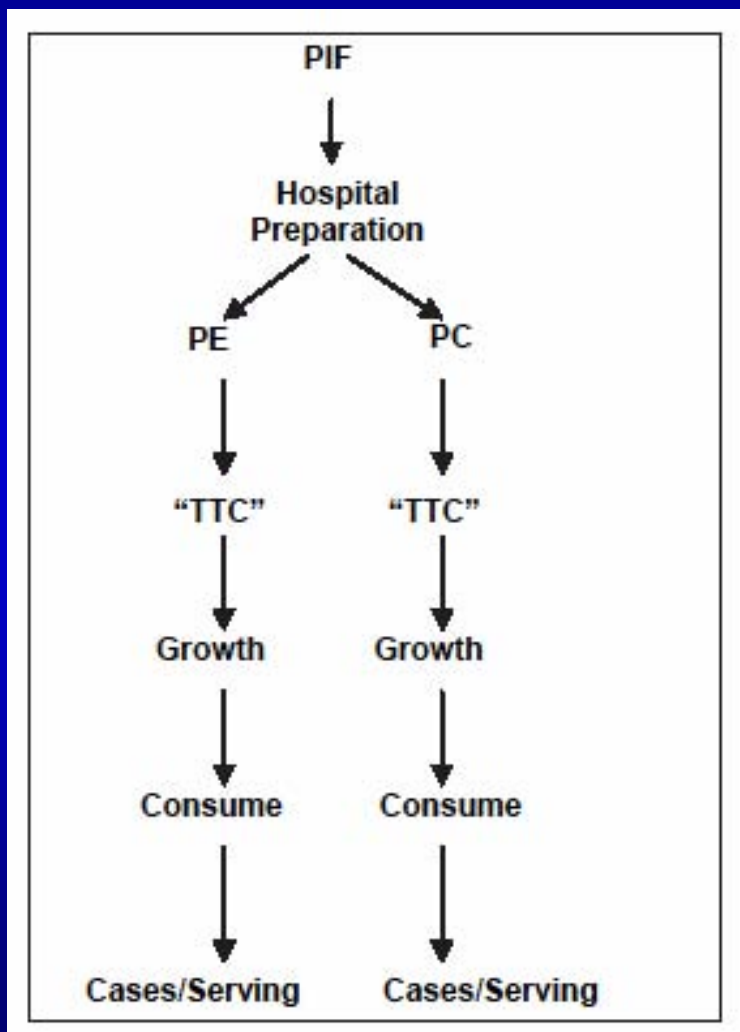 PIF
Hospital
Preparation
PE PC
“TTC” “TTC”
Growth Growth
Consume Consume
Cases/Serving Cases/Serving